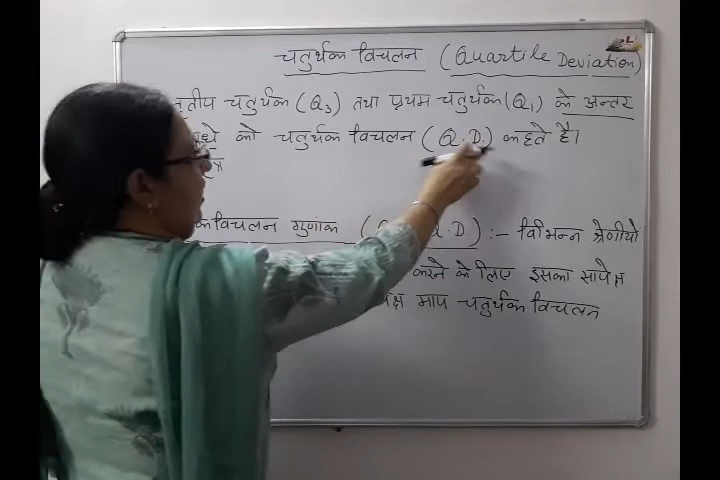 चतुर्थक विचलन (Quartile Deviation)
तृतीय चतुर्थक (Q3) तथा प्रथम चतुर्थक (Q1) के अन्तर
को चतुर्थक विचलन (Q.D.) कहते है।
विचलन गुणांक ( Q.D.) :- विभिन्न श्रेणीयो
करने के लिए इसका सापेक्ष
माप चतुर्थक विचलन